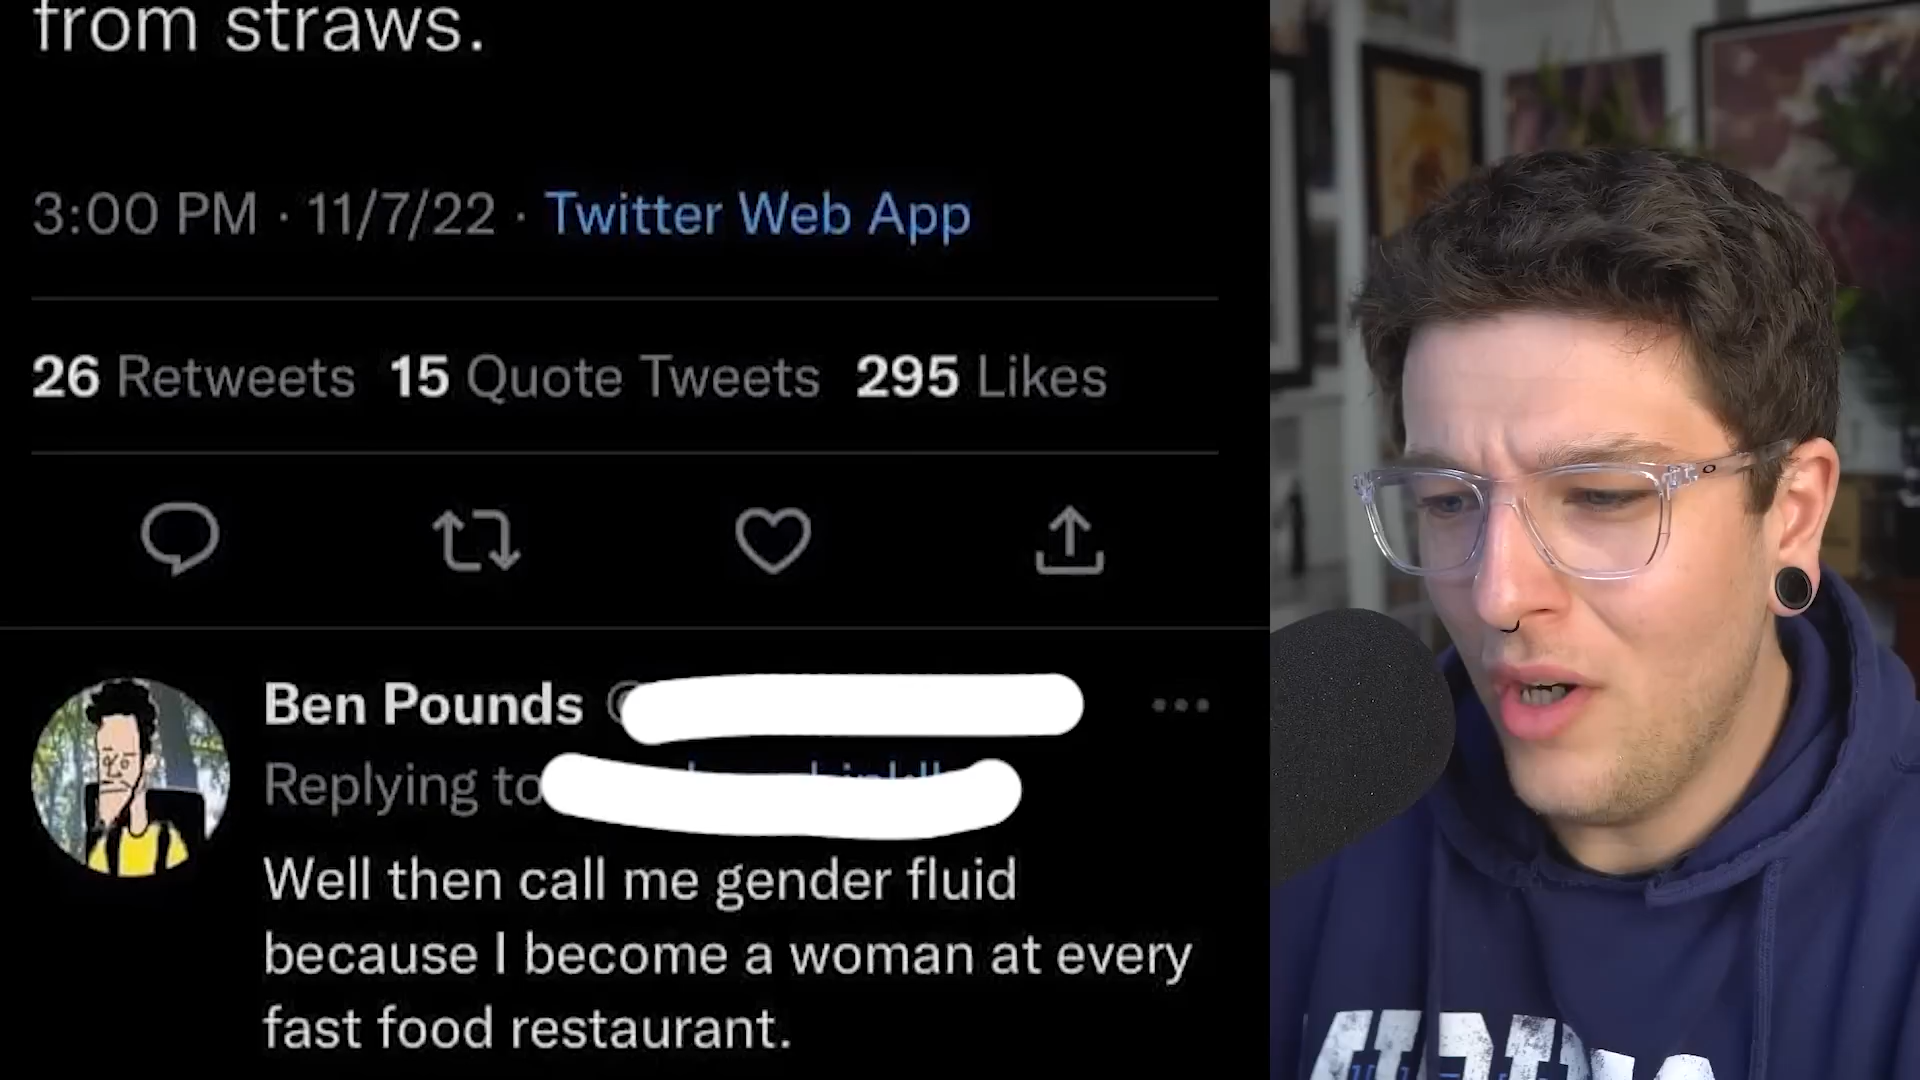 from straws.
3:00 PM · 11/7/22 · Twitter Web App
26 Retweets 15 Quote Tweets 295 Likes
Ben Pounds @
Replying to
Well then call me gender fluid
because I become a woman at every
fast food restaurant.